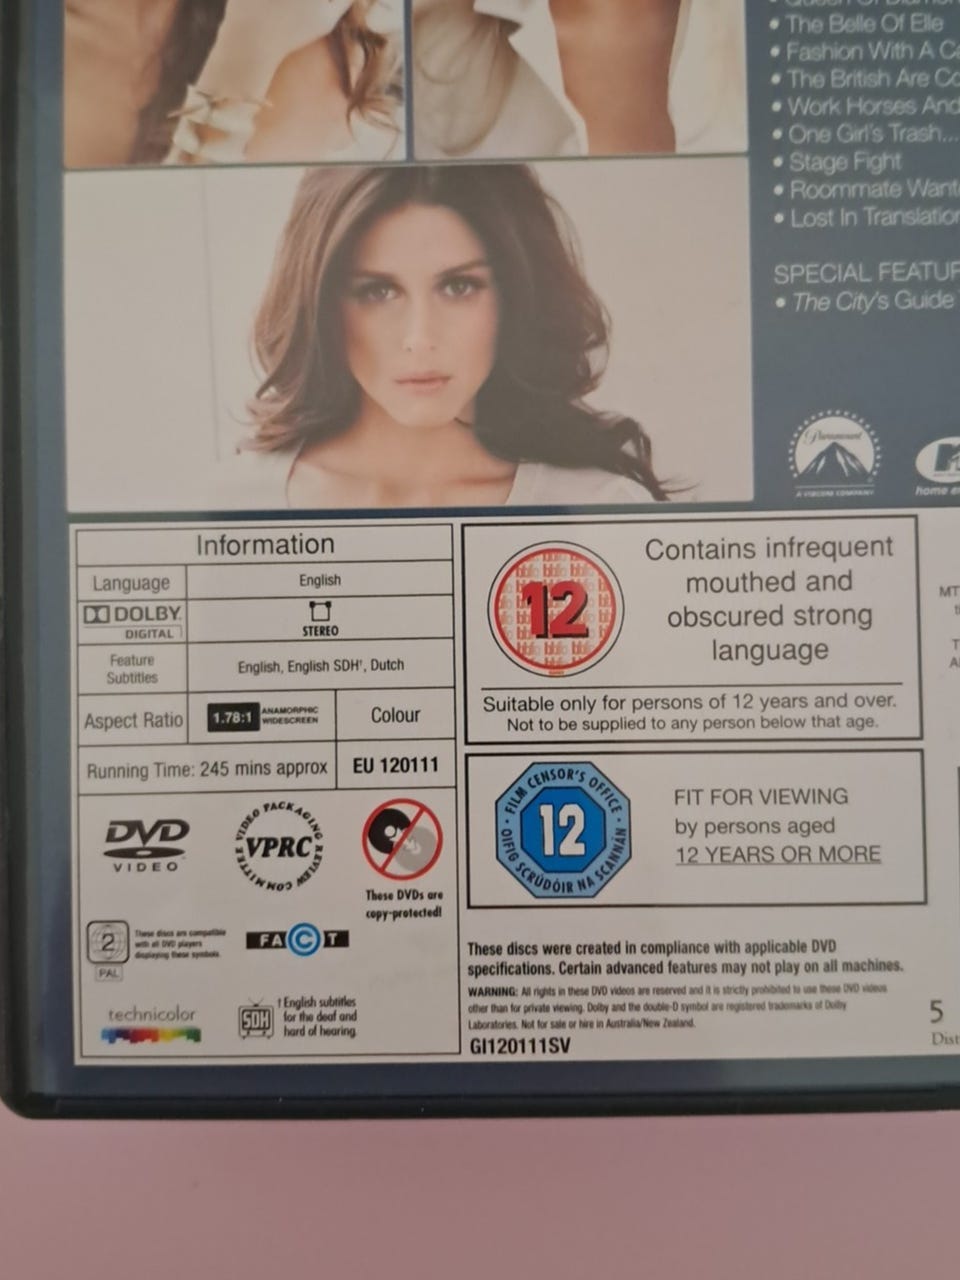 The Belle Of Elle
Fashion With A
The British Are
Work Horses And
One Girl's Trash...
Stage Fight
Roommate
Lost In
SPECIAL
The City's Guide
Paramount
A VIACOM COMPANY
home
Information
Language
English
DOLBY
DIGITAL
STEREO
Feature
Subtitles
English, English SDH†, Dutch
Aspect Ratio
1.78:1
ANAMORPHIC
WIDESCREEN
Colour
Running Time: 245 mins approx
EU 120111
DVD
VIDEO
VIDEO PACKAGING REVIEW COMMITTEE
VPRC
These DVDs are
copy-protected!
2
PAL
These discs are compatible
with all DVD players
displaying these symbols.
FACT
technicolor
SDH
† English subtitles
for the deaf and
hard of hearing.
12
Contains infrequent
mouthed and
obscured strong
language
Suitable only for persons of 12 years and over.
Not to be supplied to any person below that age.
FILM CENSOR'S OFFICE
12
OIFIG SCRÚDÓIR NA SCANNÁN
FIT FOR VIEWING
by persons aged
12 YEARS OR MORE
These discs were created in compliance with applicable DVD
specifications. Certain advanced features may not play on all machines.
WARNING: All rights in these DVD videos are reserved and it is strictly prohibited to use these DVD videos
other than for private viewing. Dolby and the double-D symbol are registered trademarks of Dolby
Laboratories. Not for sale or hire in Australia/New Zealand.
GI120111SV
5